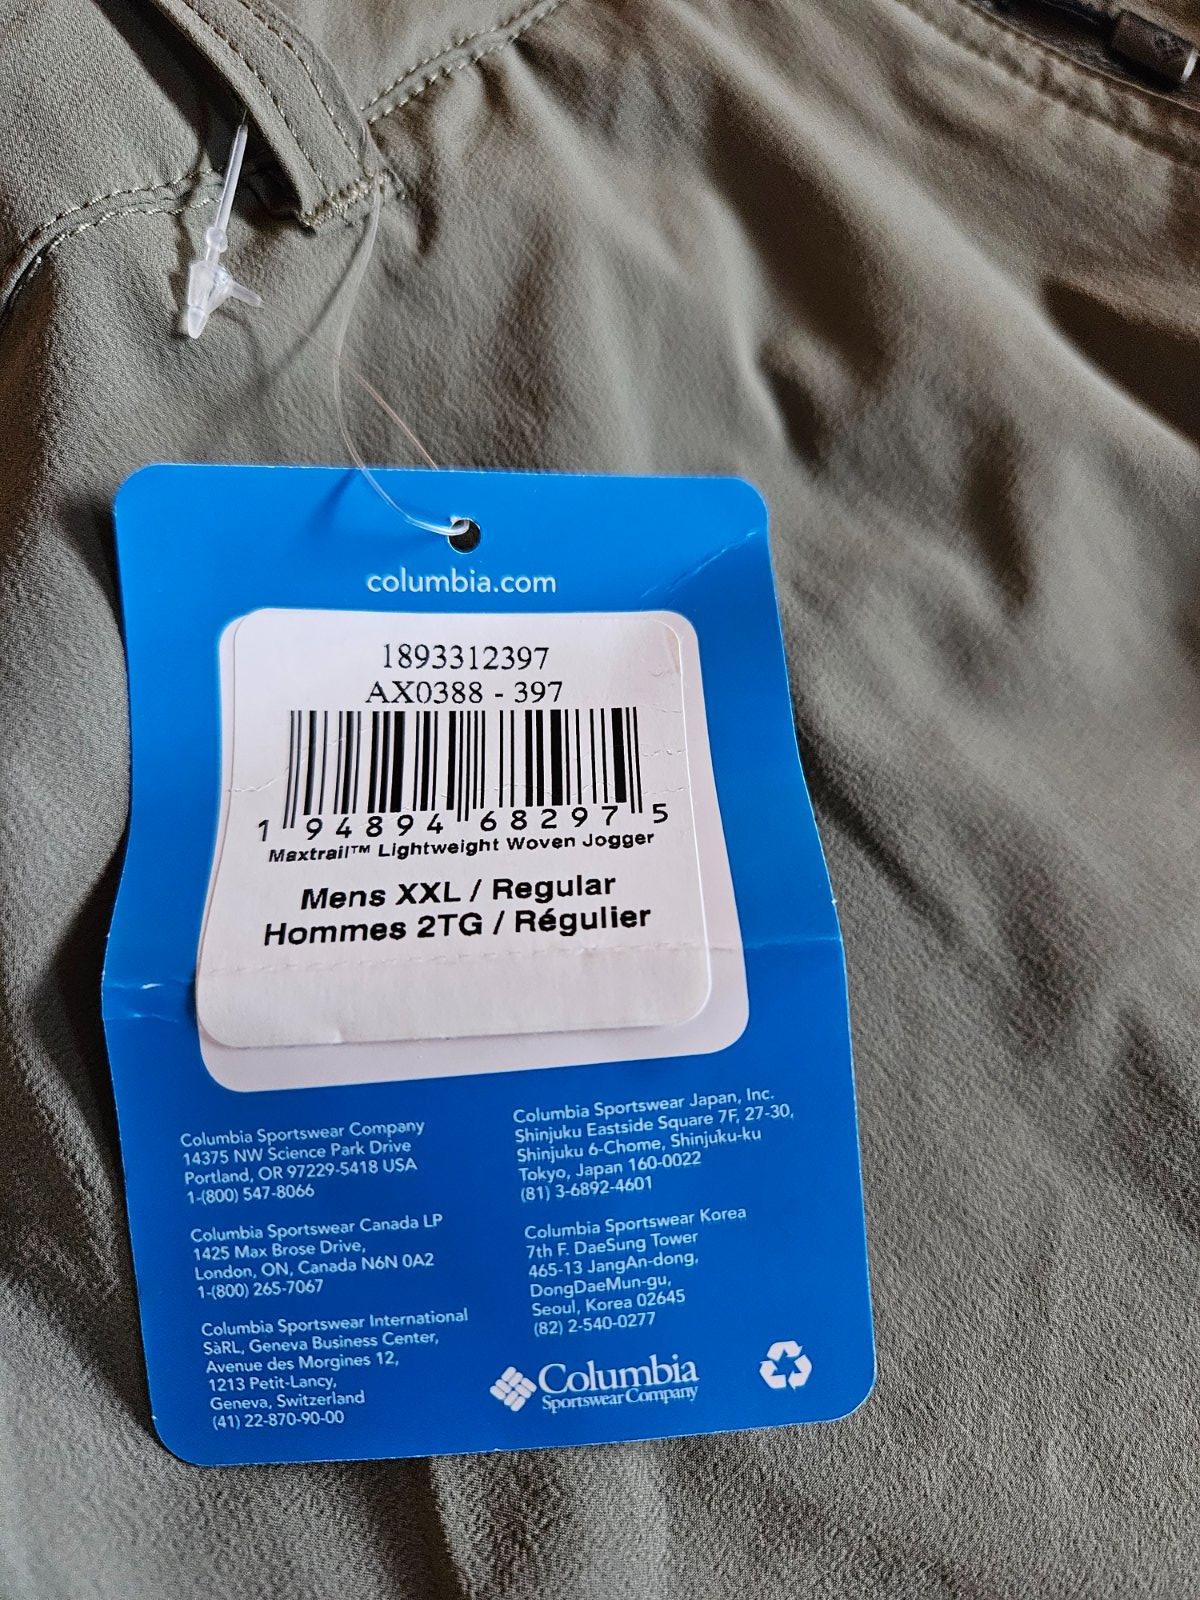 columbia.com
1893312397
AX0388 - 397
1 94894 68297 5
Maxtrail™ Lightweight Woven Jogger
Mens XXL / Regular
Hommes 2TG / Régulier
Columbia Sportswear Company
14375 NW Science Park Drive
Portland, OR 97229-5418 USA
1-(800) 547-8066
Columbia Sportswear Canada LP
1425 Max Brose Drive,
London, ON, Canada N6N 0A2
1-(800) 265-7067
Columbia Sportswear International
SàRL, Geneva Business Center,
Avenue des Morgines 12,
1213 Petit-Lancy,
Geneva, Switzerland
(41) 22-870-90-00
Columbia Sportswear Japan, Inc.
Shinjuku Eastside Square 7F, 27-30,
Shinjuku 6-Chome, Shinjuku-ku
Tokyo, Japan 160-0022
(81) 3-6892-4601
Columbia Sportswear Korea
7th F. DaeSung Tower
465-13 JangAn-dong,
DongDaeMun-gu,
Seoul, Korea 02645
(82) 2-540-0277
Columbia
Sportswear Company